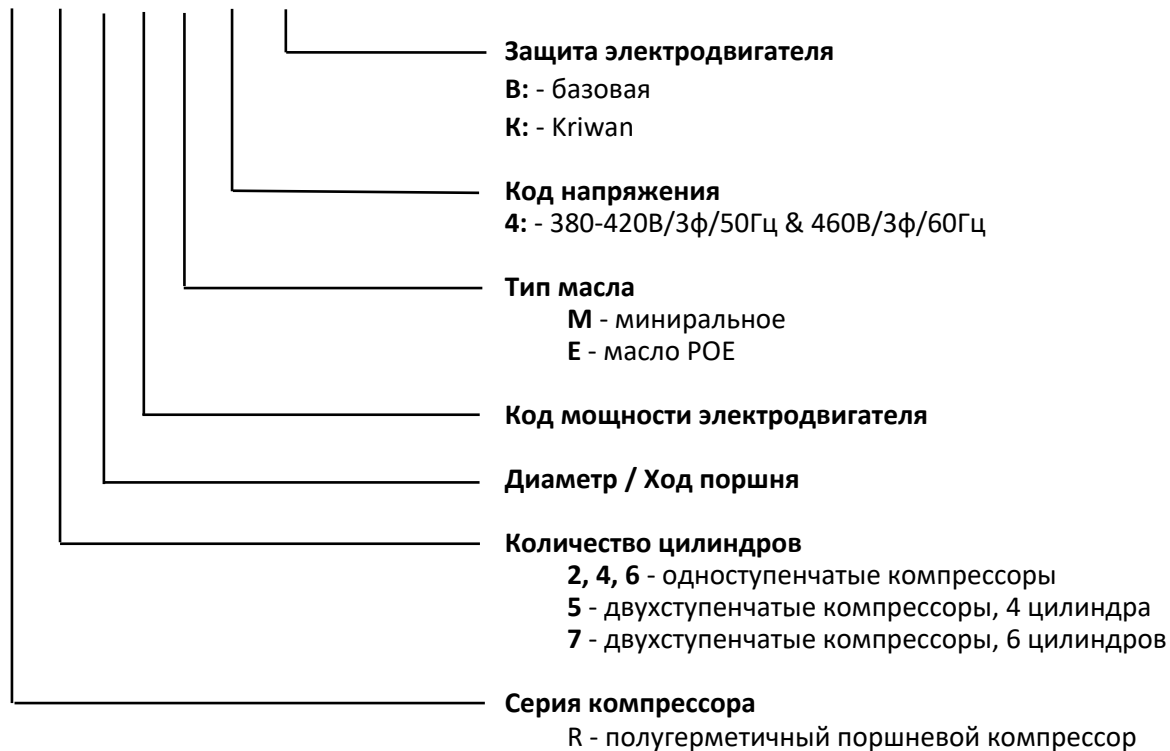 Защита электродвигателя
В: - базовая
К: - Kriwan
Код напряжения
4: - 380-420В/3ф/50Гц & 460В/3ф/60Гц
Тип масла
М - миниральное
Е - масло POE
Код мощности электродвигателя
Диаметр / Ход поршня
Количество цилиндров
2, 4, 6 - одноступенчатые компрессоры
5 - двухступенчатые компрессоры, 4 цилиндра
7 - двухступенчатые компрессоры, 6 цилиндров
Серия компрессора
R - полугерметичный поршневой компрессор